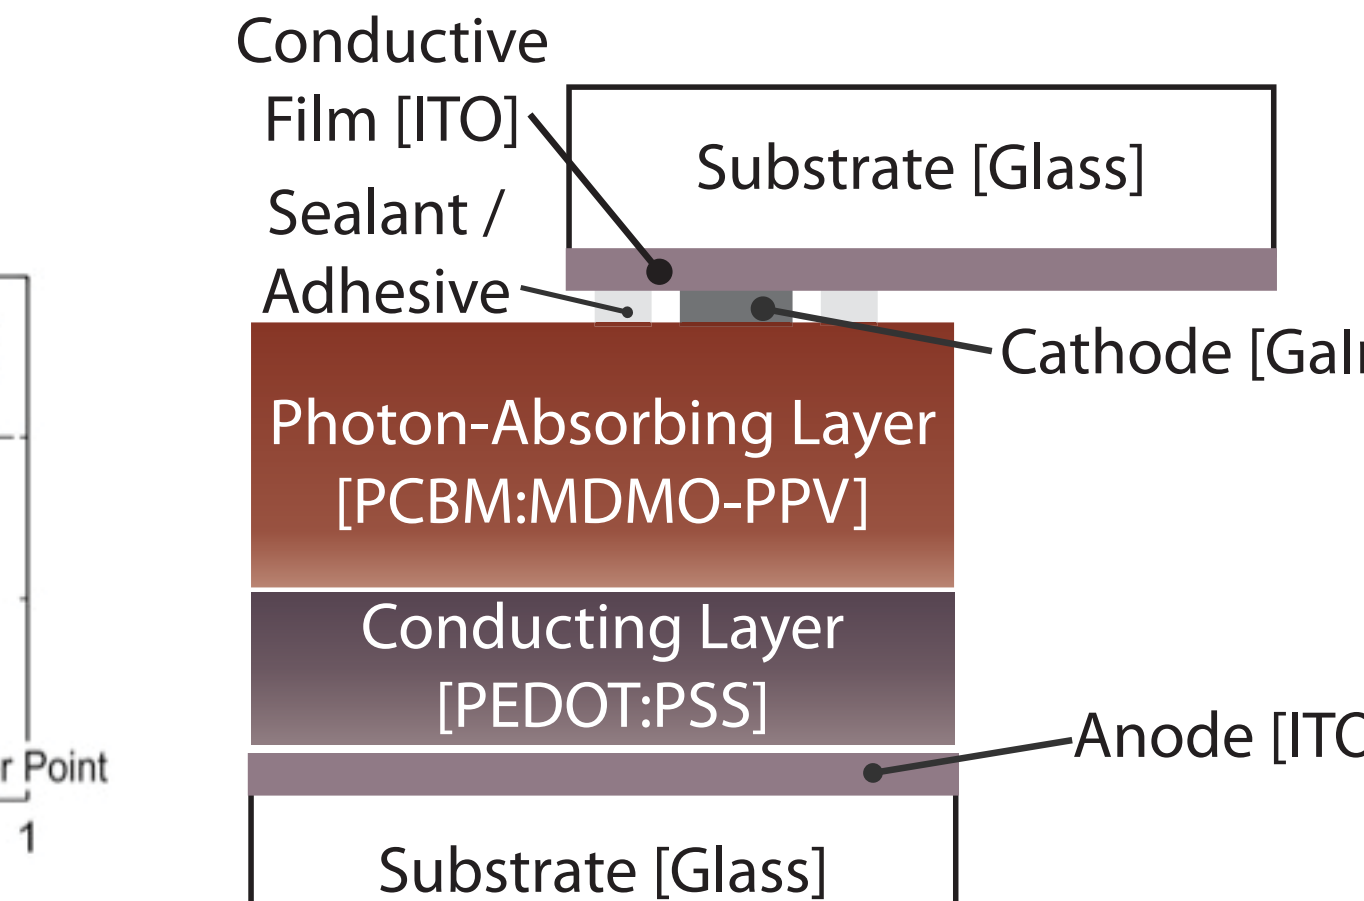 Conductive
Film [ITO]
Substrate [Glass]
Sealant /
Adhesive
Cathode
Photon-Absorbing Layer
[PCBM:MDMO-PPV]
Conducting Layer
[PEDOT:PSS]
Anode
Point
1
Substrate [Glass]